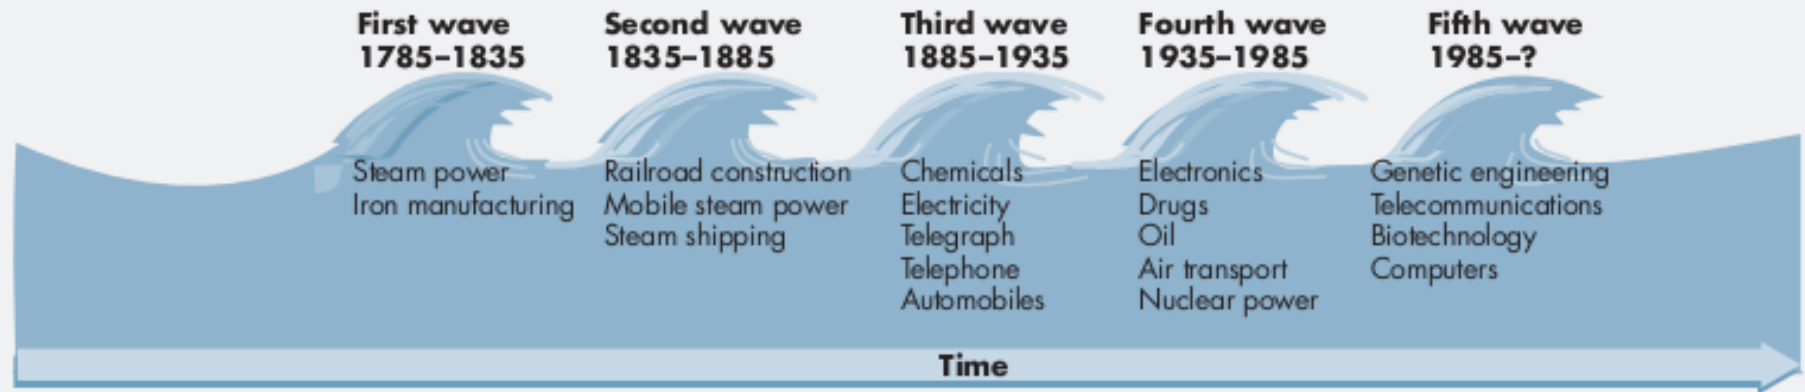 First wave
1785–1835
Steam power
Iron manufacturing
Second wave
1835–1885
Railroad construction
Mobile steam power
Steam shipping
Third wave
1885–1935
Chemicals
Electricity
Telegraph
Telephone
Automobiles
Fourth wave
1935–1985
Electronics
Drugs
Oil
Air transport
Nuclear power
Fifth wave
1985–?
Genetic engineering
Telecommunications
Biotechnology
Computers
Time